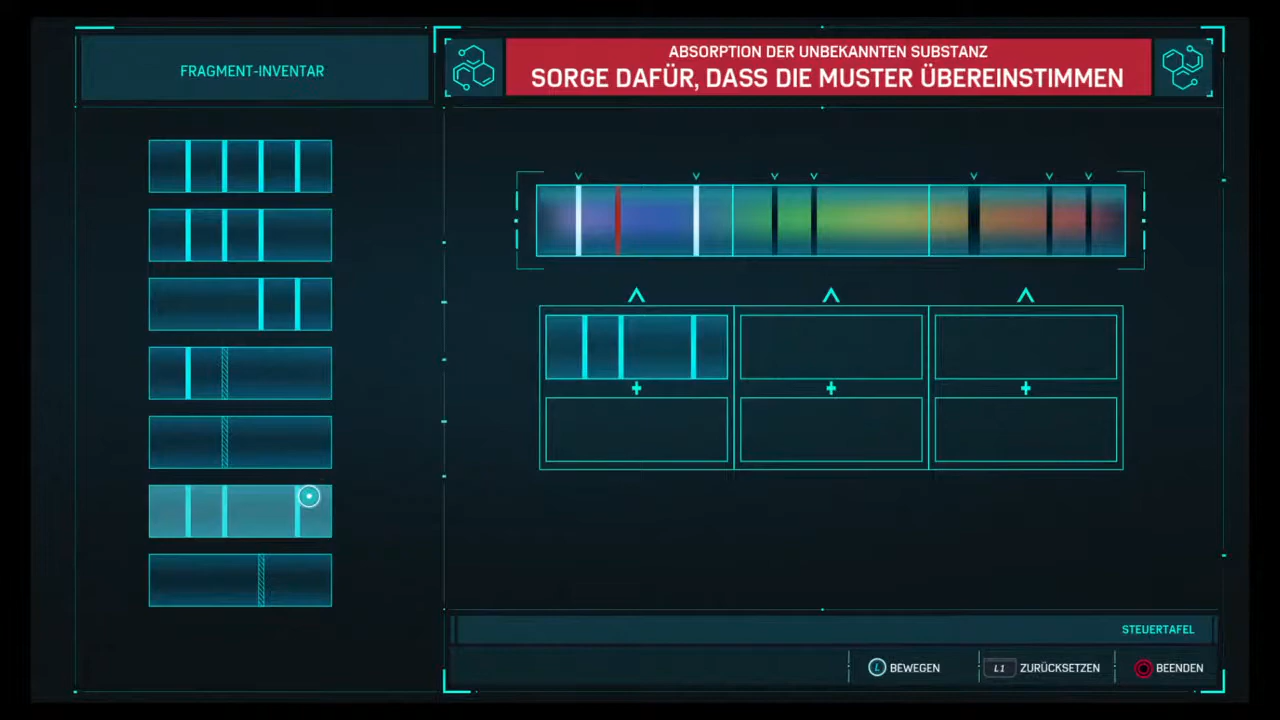 FRAGMENT-INVENTAR
ABSORPTION DER UNBEKANNTEN SUBSTANZ
SORGE DAFÜR, DASS DIE MUSTER ÜBEREINSTIMMEN
STEUERTAFEL
L BEWEGEN
L1 ZURÜCKSETZEN
BEENDEN